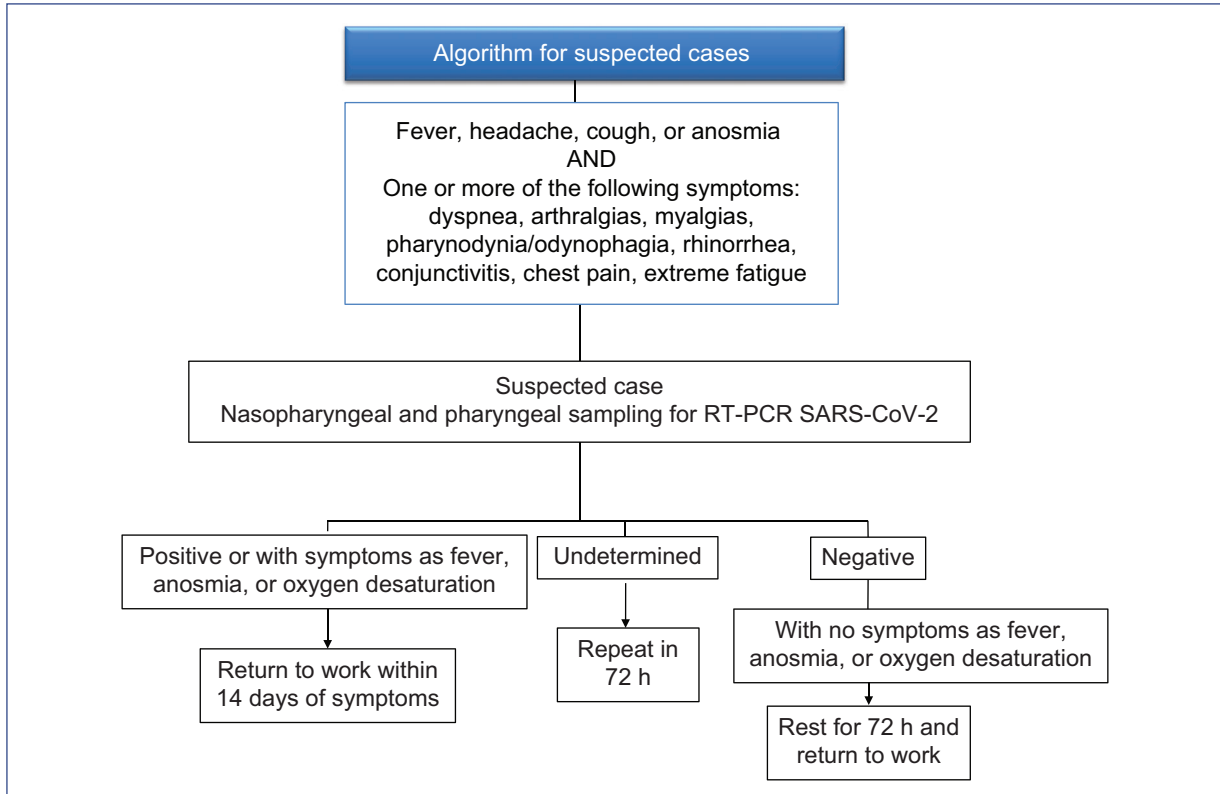 Algorithm for suspected cases
Fever, headache, cough, or anosmia
AND
One or more of the following symptoms:
dyspnea, arthralgias, myalgias,
pharynodynia/odynophagia, rhinorrhea,
conjunctivitis, chest pain, extreme fatigue
Suspected case
Nasopharyngeal and pharyngeal sampling for RT-PCR SARS-CoV-2
Positive or with symptoms as fever,
anosmia, or oxygen desaturation
Return to work within
14 days of symptoms
Undetermined
Repeat in
72 h
Negative
With no symptoms as fever,
anosmia, or oxygen desaturation
Rest for 72 h and
return to work